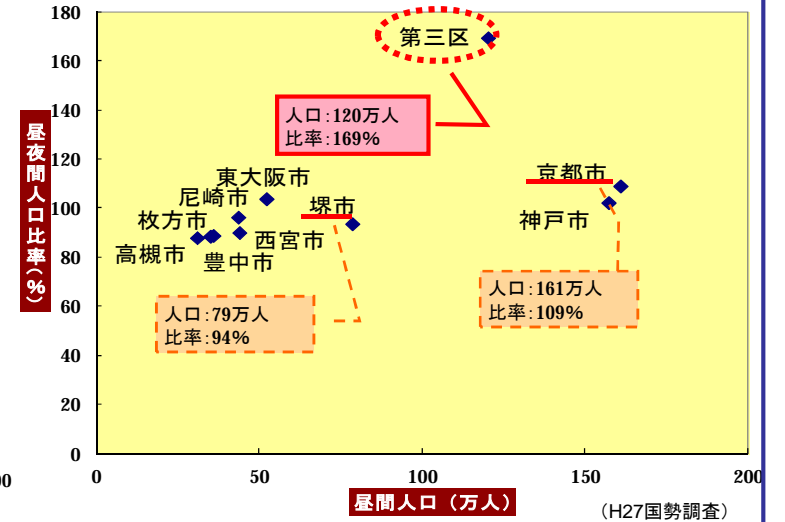 180
160
140
120
100
80
60
40
20
0
昼夜間人口比率(%)
第三区
人口:120万人
比率:169%
東大阪市
尼崎市
枚方市
高槻市
豊中市
西宮市
堺市
京都市
神戸市
人口:79万人
比率:94%
人口:161万人
比率:109%
00
0
50
100
150
200
昼間人口(万人)
(H27国勢調査)